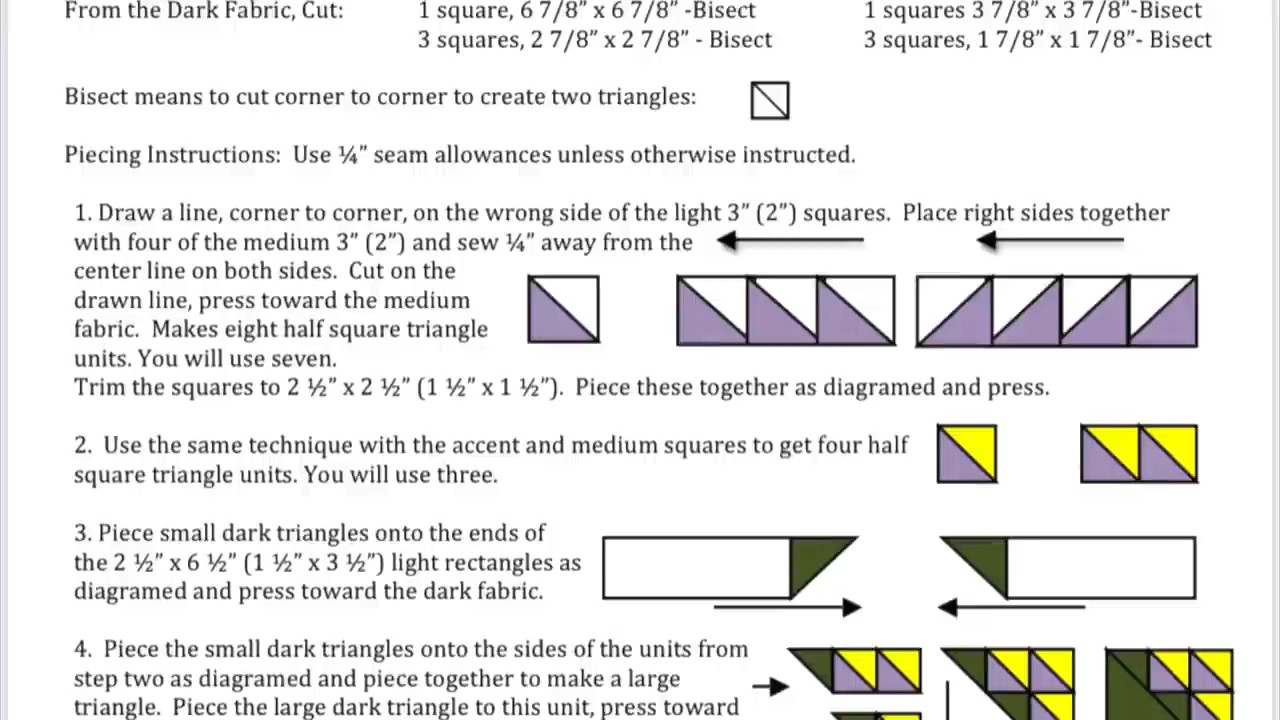 From the Dark Fabric, Cut: 1 square, 6 7/8” x 6 7/8” -Bisect 1 squares 3 7/8” x 3 7/8”-Bisect
3 squares, 2 7/8” x 2 7/8” - Bisect 3 squares, 1 7/8” x 1 7/8”- Bisect
Bisect means to cut corner to corner to create two triangles:
Piecing Instructions: Use ¼” seam allowances unless otherwise instructed.
1. Draw a line, corner to corner, on the wrong side of the light 3” (2”) squares. Place right sides together
with four of the medium 3” (2”) and sew ¼” away from the
center line on both sides. Cut on the
drawn line, press toward the medium
fabric. Makes eight half square triangle
units. You will use seven.
Trim the squares to 2 ½” x 2 ½” (1 ½” x 1 ½”). Piece these together as diagramed and press.
2. Use the same technique with the accent and medium squares to get four half
square triangle units. You will use three.
3. Piece small dark triangles onto the ends of
the 2 ½” x 6 ½” (1 ½” x 3 ½”) light rectangles as
diagramed and press toward the dark fabric.
4. Piece the small dark triangles onto the sides of the units from
step two as diagramed and piece together to make a large
triangle. Piece the large dark triangle to this unit, press toward